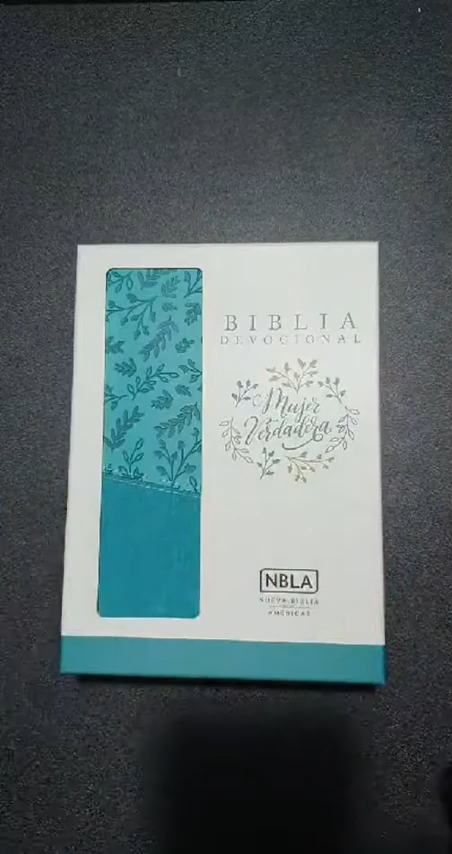 BIBLIA
DEVOCIONAL
Mujer
Verdadera
NBLA
NUEVA BIBLIA
AMÉRICAS